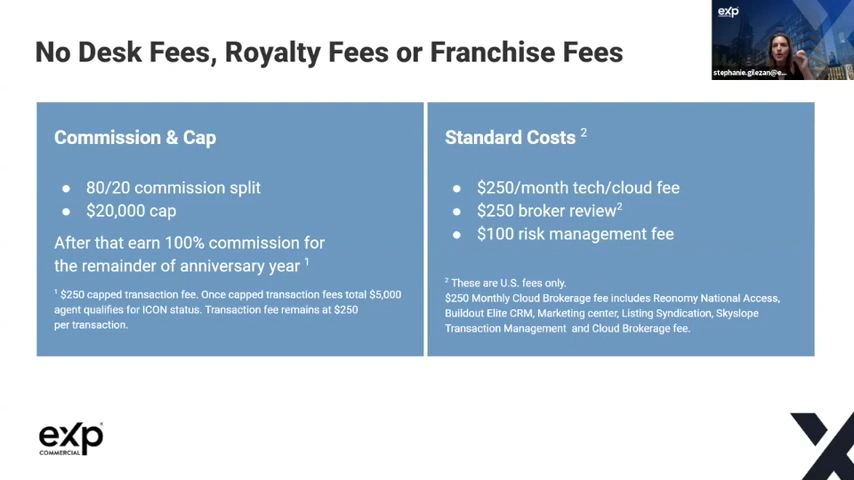 exp
stephanie.gilezan@e...
No Desk Fees, Royalty Fees or Franchise Fees
Commission & Cap
● 80/20 commission split
● $20,000 cap
After that earn 100% commission for
the remainder of anniversary year 1
1 $250 capped transaction fee. Once capped transaction fees total $5,000
agent qualifies for ICON status. Transaction fee remains at $250
per transaction.
Standard Costs 2
● $250/month tech/cloud fee
● $250 broker review2
● $100 risk management fee
2 These are U.S. fees only.
$250 Monthly Cloud Brokerage fee includes Reonomy National Access,
Buildout Elite CRM, Marketing center, Listing Syndication, Skyslope
Transaction Management and Cloud Brokerage fee.
exp
COMMERCIAL